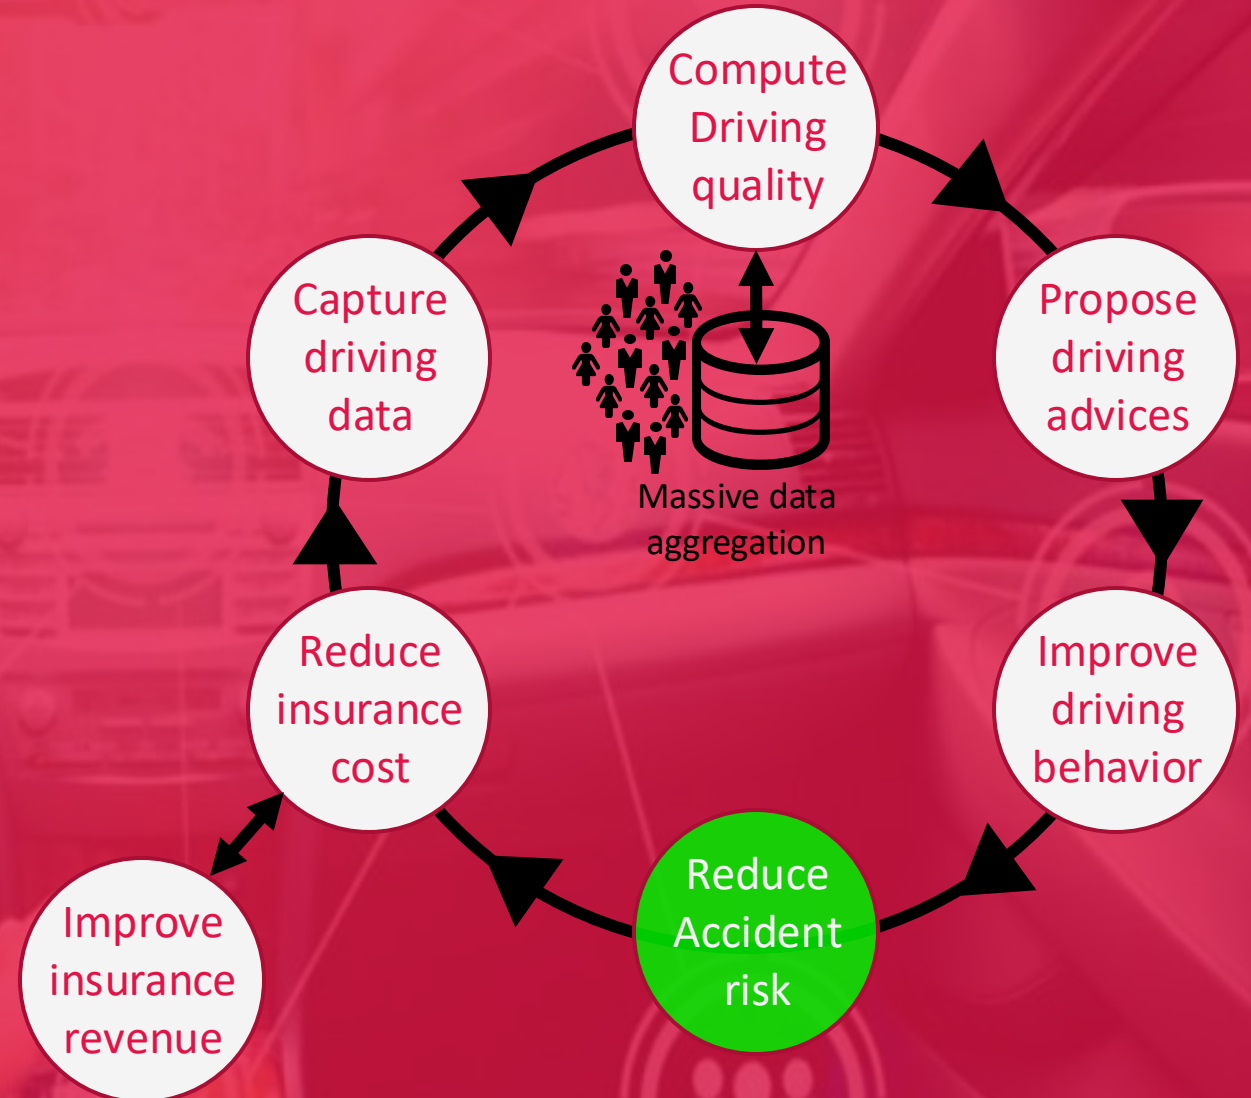 Compute
Driving
quality
Capture
driving
data
Propose
driving
advices
Massive data
aggregation
Reduce
insurance
cost
Improve
driving
behavior
Reduce
Accident
risk
Improve
insurance
revenue